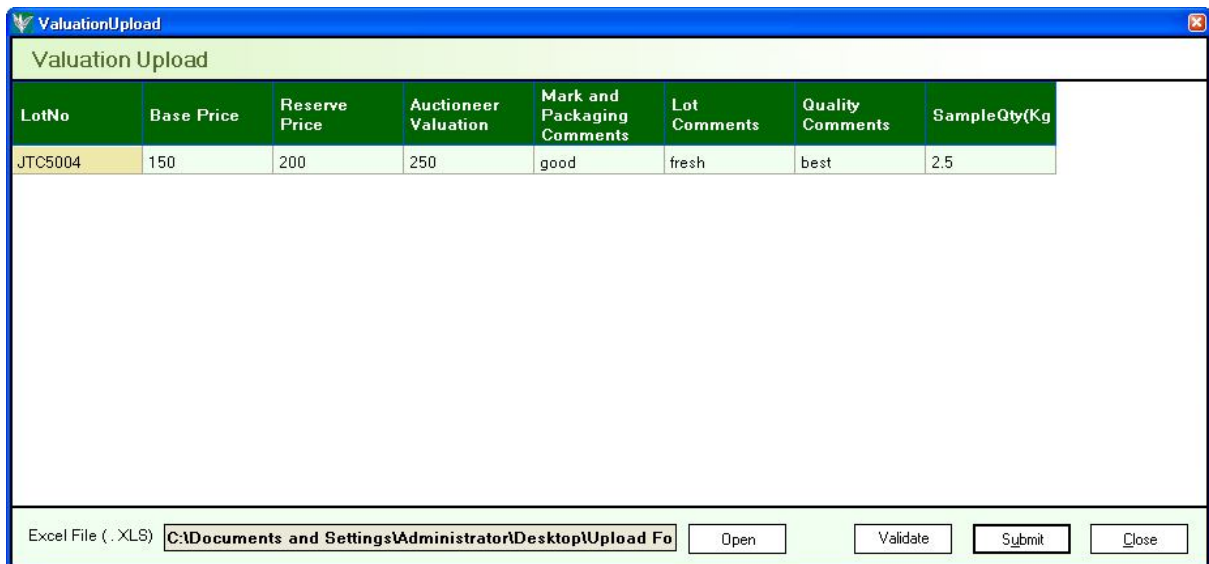 ValuationUpload
Valuation Upload
LotNo Base Price Reserve Price Auctioneer Valuation Mark and Packaging Comments Lot Comments Quality Comments SampleQty(Kg
JTC5004 150 200 250 good fresh best 2.5
Excel File ( . XLS) C:\Documents and Settings\Administrator\Desktop\Upload Fo Open Validate Submit Close